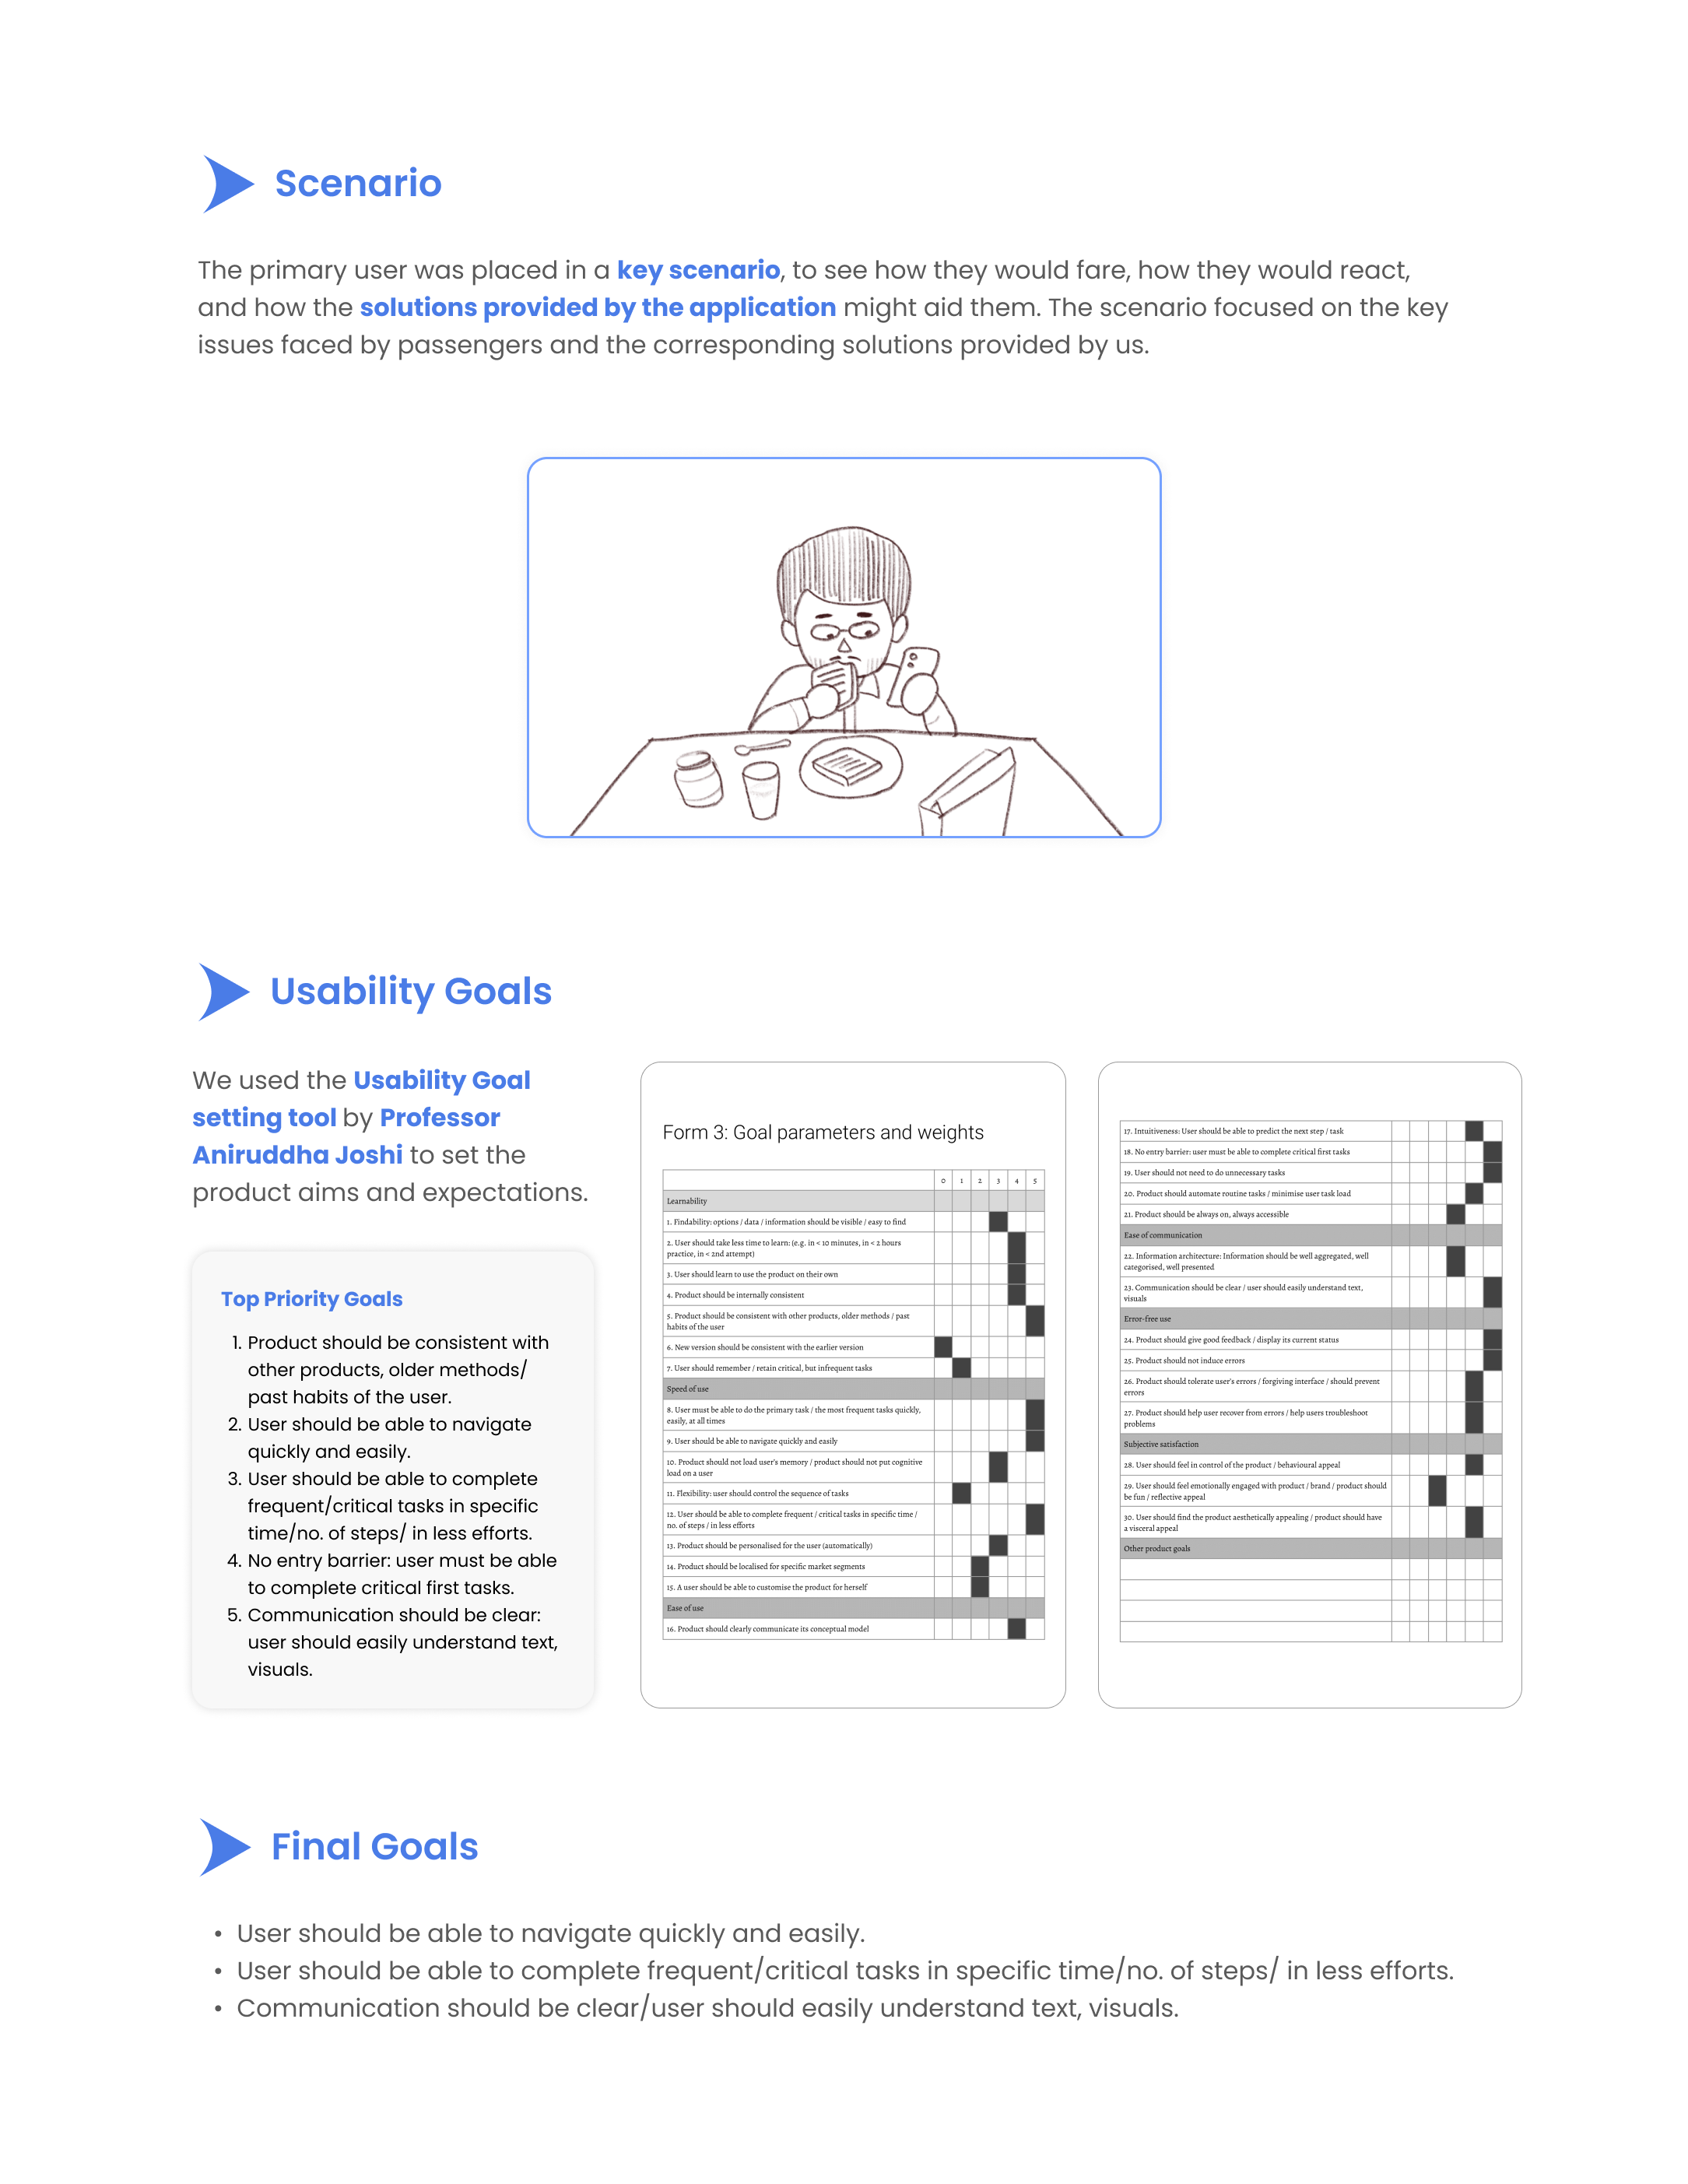 Scenario
The primary user was placed in a key scenario, to see how they would fare, how they would react,
and how the solutions provided by the application might aid them. The scenario focused on the key
issues faced by passengers and the corresponding solutions provided by us.
Usability Goals
We used the Usability Goal
setting tool by Professor
Aniruddha Joshi to set the
product aims and expectations.
Top Priority Goals
1. Product should be consistent with
other products, older methods/
past habits of the user.
2. User should be able to navigate
quickly and easily.
3. User should be able to complete
frequent/critical tasks in specific
time/no. of steps/ in less efforts.
4. No entry barrier: user must be able
to complete critical first tasks.
5. Communication should be clear:
user should easily understand text,
visuals.
Form 3: Goal parameters and weights
0 1 2 3 4 5
Learnability
1. Findability: options / data / information should be visible / easy to find
2. User should take less time to learn: (e.g. in < 10 minutes, in < 2 hours
practice, in < 2nd attempt)
3. User should learn to use the product on their own
4. Product should be internally consistent
5. Product should be consistent with other products, older methods / past
habits of the user
6. New version should be consistent with the earlier version
7. User should remember / retain critical, but infrequent tasks
Speed of use
8. User must be able to do the primary task / the most frequent tasks quickly,
easily, at all times
9. User should be able to navigate quickly and easily
10. Product should not load user's memory / product should not put cognitive
load on a user
11. Flexibility: user should control the sequence of tasks
12. User should be able to complete frequent / critical tasks in specific time /
no. of steps / in less efforts
13. Product should be personalised for the user (automatically)
14. Product should be localised for specific market segments
15. A user should be able to customise the product for herself
Ease of use
16. Product should clearly communicate its conceptual model
17. Intuitiveness: User should be able to predict the next step / task
18. No entry barrier: user must be able to complete critical first tasks
19. User should not need to do unnecessary tasks
20. Product should automate routine tasks / minimise user task load
21. Product should be always on, always accessible
Ease of communication
22. Information architecture: Information should be well aggregated, well
categorised, well presented
23. Communication should be clear / user should easily understand text,
visuals
Error-free use
24. Product should give good feedback / display its current status
25. Product should not induce errors
26. Product should tolerate user's errors / forgiving interface / should prevent
errors
27. Product should help user recover from errors / help users troubleshoot
problems
Subjective satisfaction
28. User should feel in control of the product / behavioural appeal
29. User should feel emotionally engaged with product / brand / product should
be fun / reflective appeal
30. User should find the product aesthetically appealing / product should have
a visceral appeal
Other product goals
Final Goals
• User should be able to navigate quickly and easily.
• User should be able to complete frequent/critical tasks in specific time/no. of steps/ in less efforts.
• Communication should be clear/user should easily understand text, visuals.